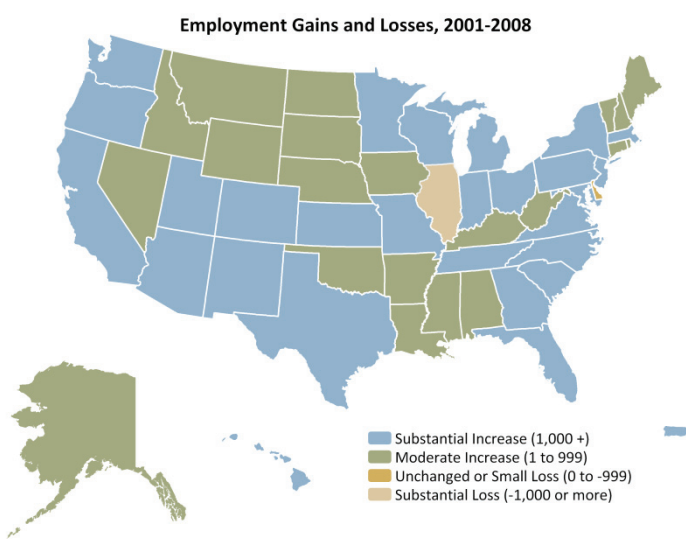 Employment Gains and Losses, 2001-2008
Substantial Increase (1,000 +)
Moderate Increase (1 to 999)
Unchanged or Small Loss (0 to -999)
Substantial Loss (-1,000 or more)